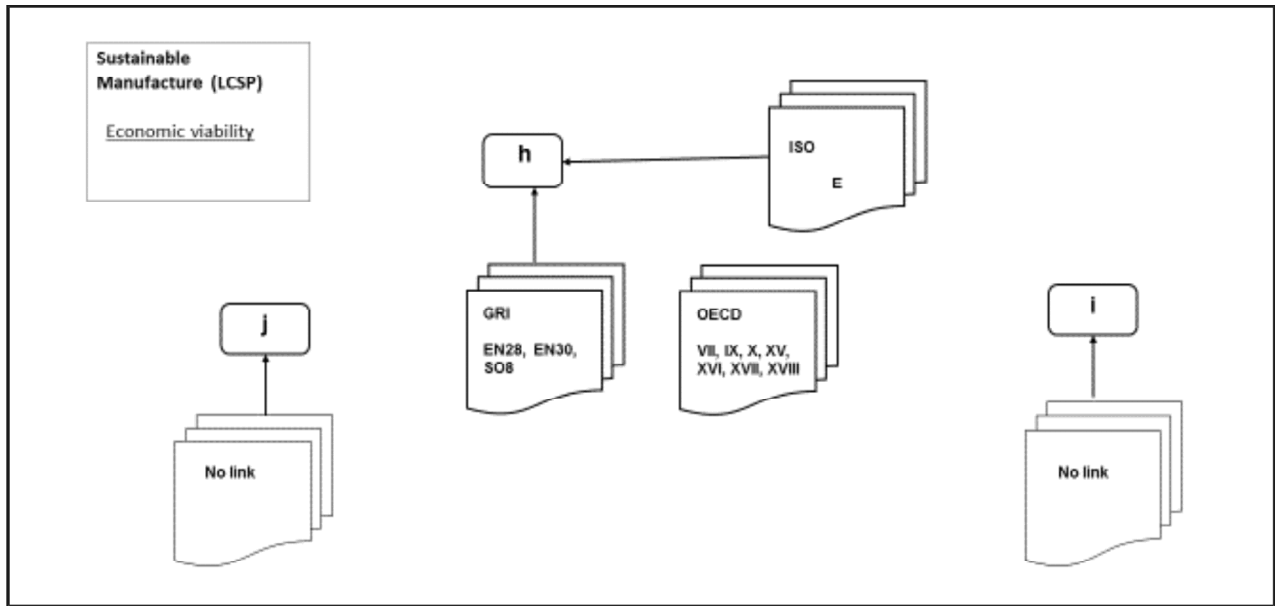 Sustainable
Manufacture (LCSP)
Economic viability
h
ISO
E
j
GRI
EN28, EN30,
SO8
OECD
VII, IX, X, XV,
XVI, XVII, XVIII
i
No link
No link